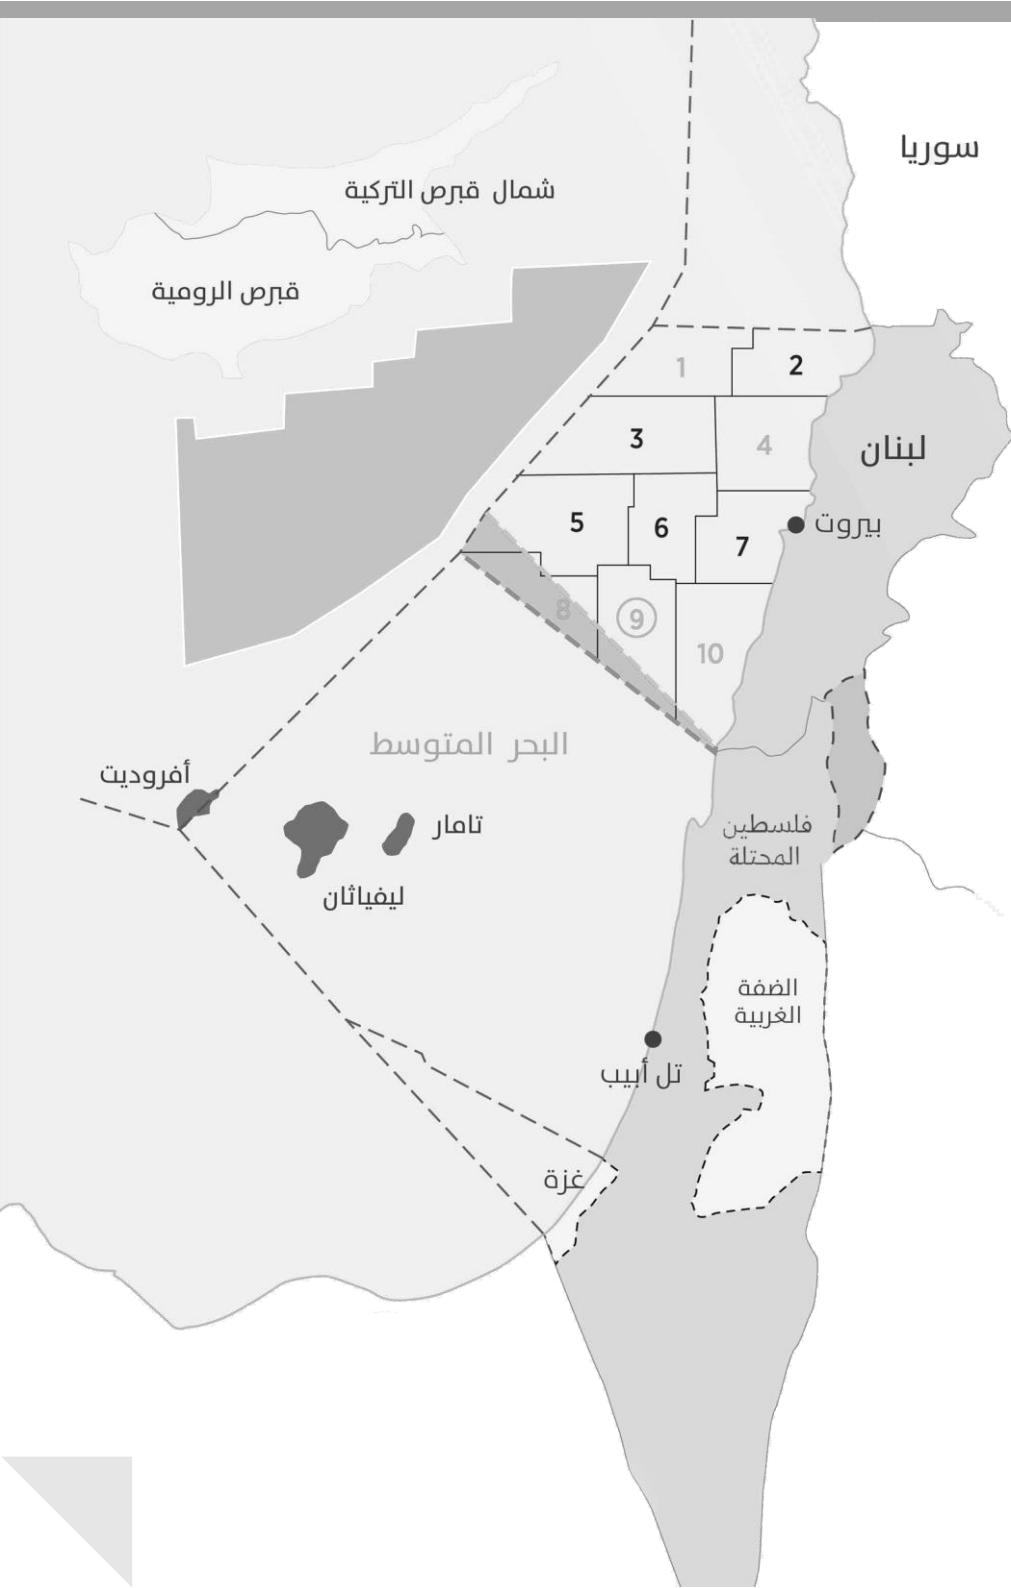 سوريا
شمال قبرص التركية
قبرص الرومية
1
2
3
4
لبنان
5
6
7
بيروت
8
9
10
البحر المتوسط
أفروديت
تامار
ليفياثان
فلسطين
المحتلة
الضفة
الغربية
تل أبيب
غزة